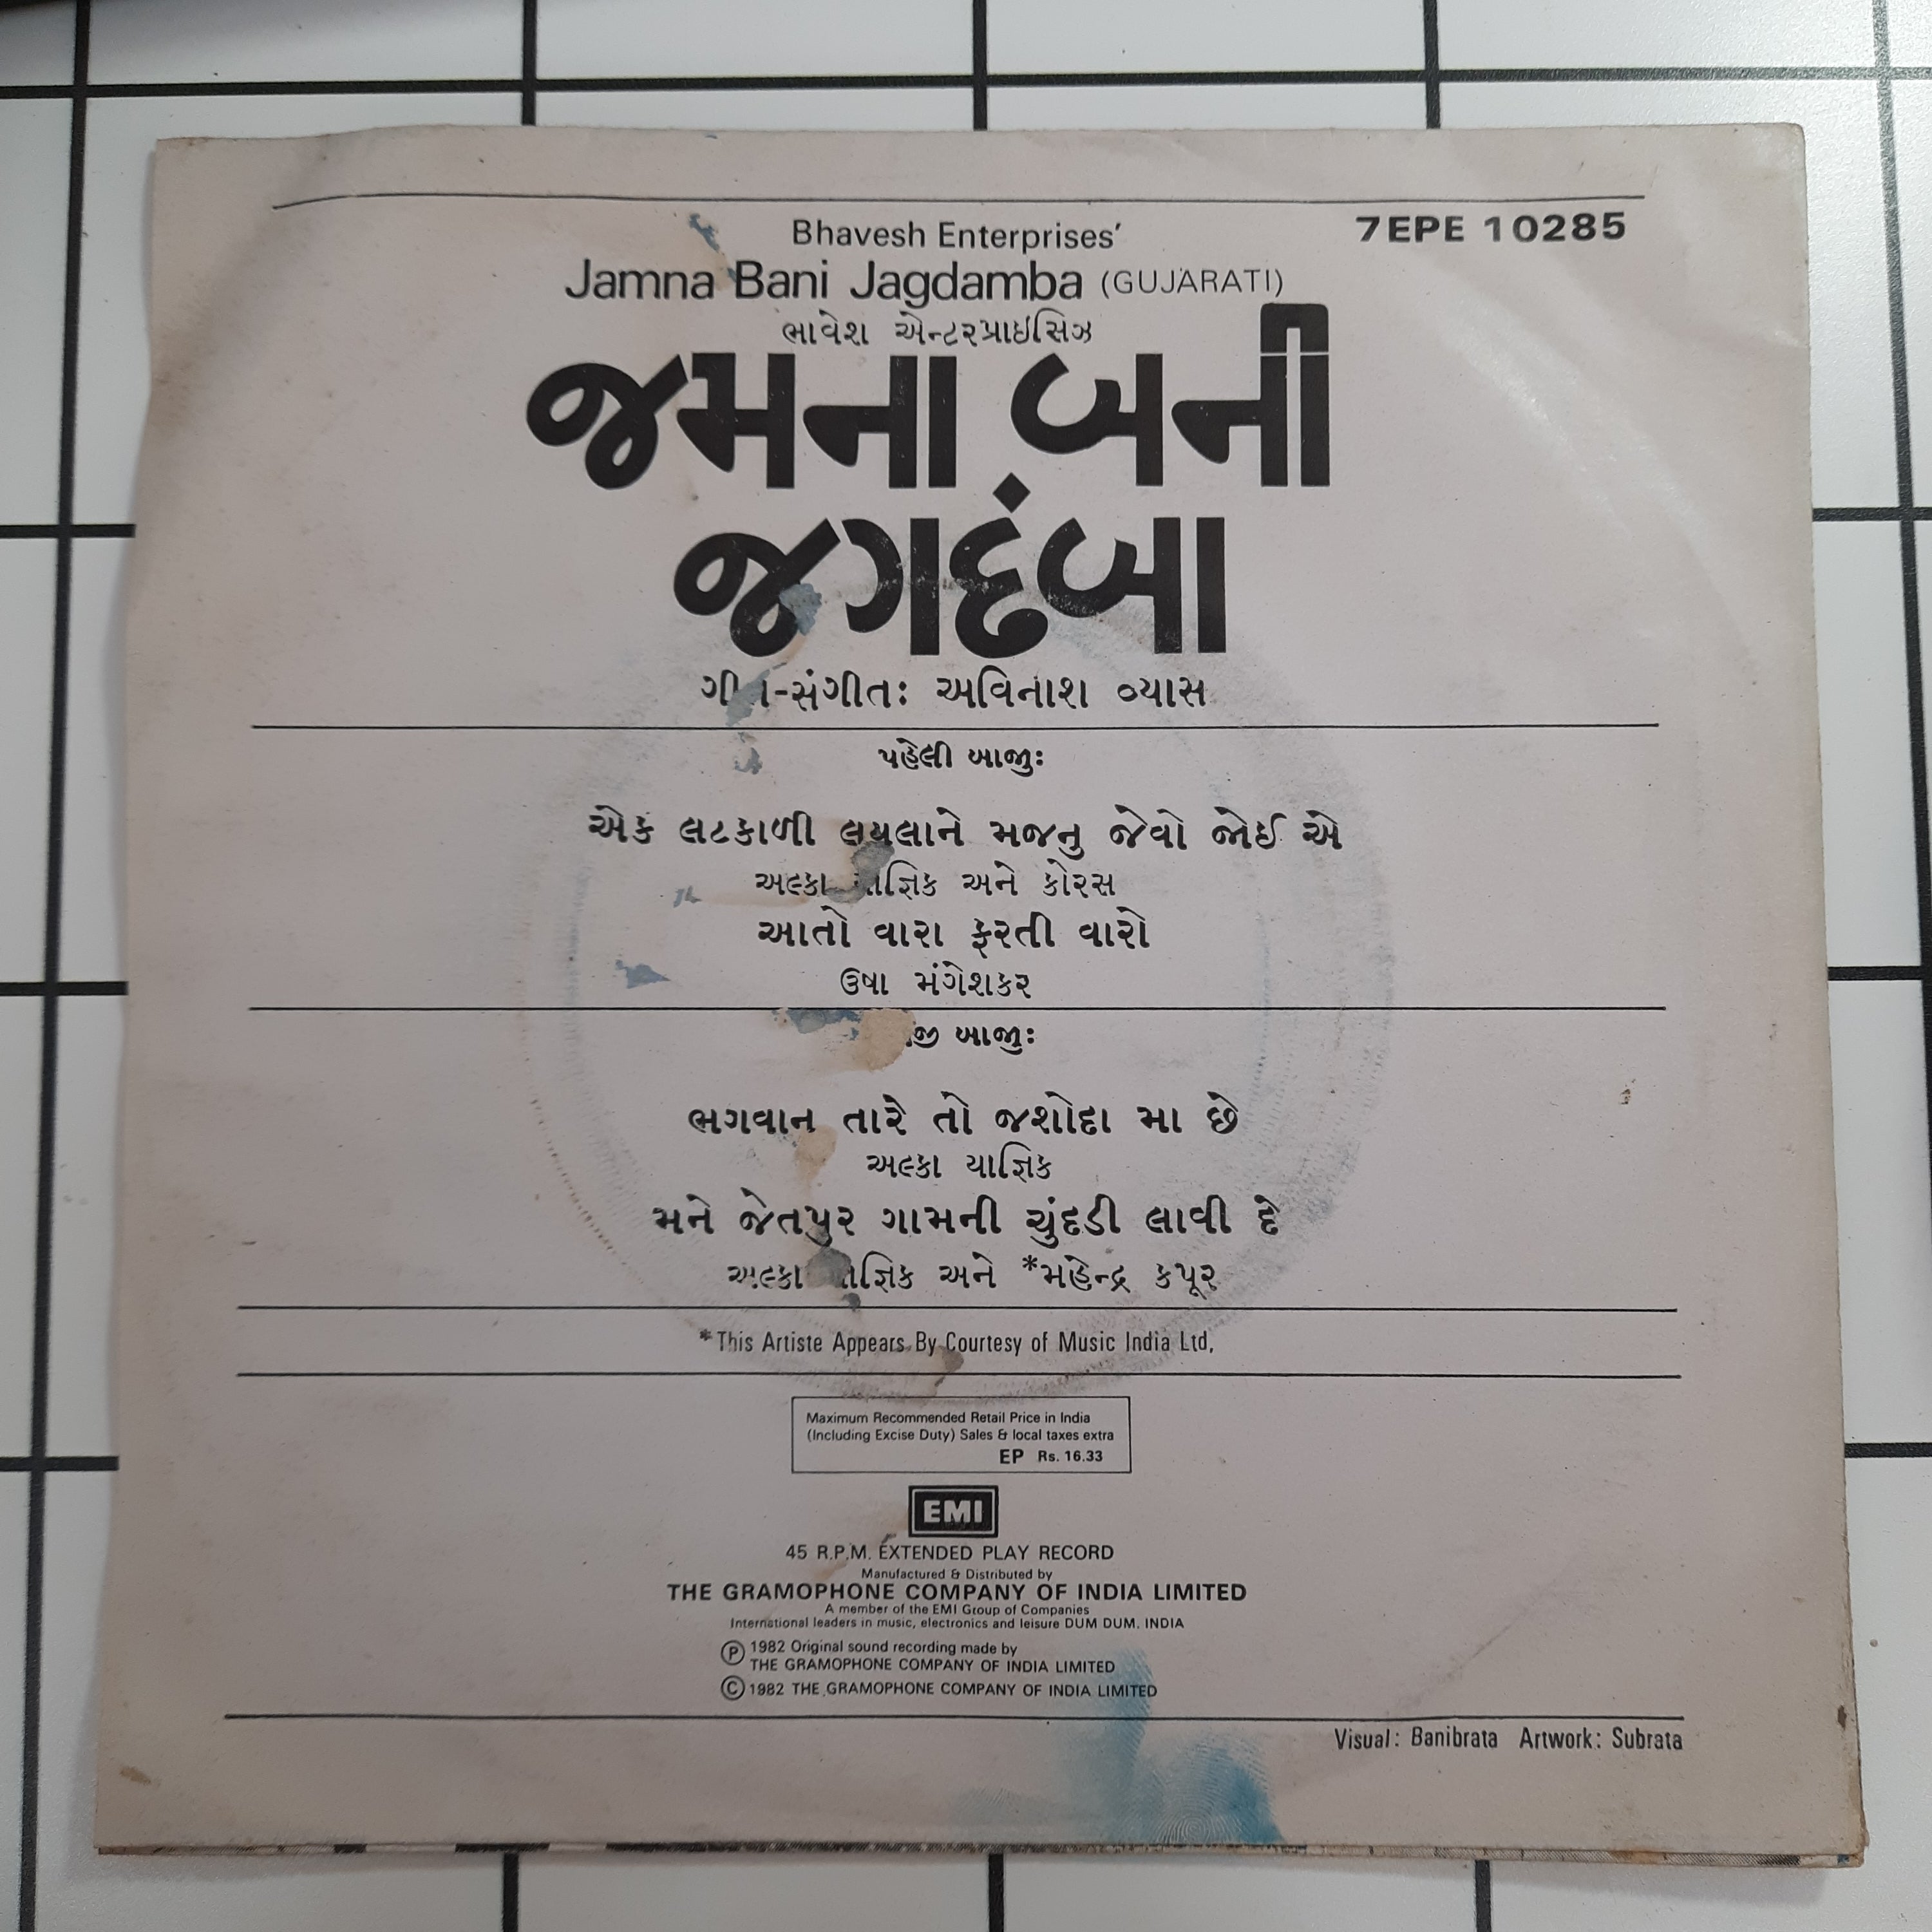 Bhavesh Enterprises'
7EPE 10285
Jamna Bani Jagdamba (GUJARATI)
ભાવેશ એન્ટરપ્રાઇસિઝ
જમના બની
જગદંબા
સંગીતઃ અવિનાશ વ્યાસ
પહેલી બાજુઃ
એક લટકાળી લયલાને મજનુ જેવો જોઈ એ
અલ્કા અને કોરસ
આતો વારા ફરતી વારો
ઉષા મંગેશકર
બાજુઃ
ભગવાન તારે તો જશોદા મા છે
અલ્કા યાજ્ઞિક
મને જેતપુર ગામની ચુંદડી લાવી દે
અલ્કા અને *મહેન્દ્ર કપૂર
*This Artiste Appears By Courtesy of Music India Ltd,
Maximum Recommended Retail Price in India
(Including Excise Duty) Sales & local taxes extra
EP Rs. 16.33
EMI
45 R.P.M. EXTENDED PLAY RECORD
Manufactured & Distributed by
THE GRAMOPHONE COMPANY OF INDIA LIMITED
A member of the EMI Group of Companies
International leaders in music, electronics and leisure DUM DUM. INDIA
Ⓟ 1982 Original sound recording made by
THE GRAMOPHONE COMPANY OF INDIA LIMITED
© 1982 THE GRAMOPHONE COMPANY OF INDIA LIMITED
Visual: Banibrata Artwork: Subrata